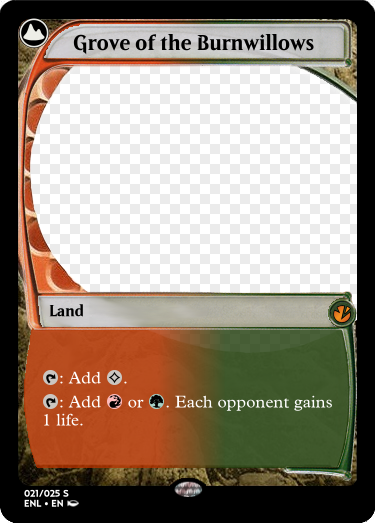 Grove of the Burnwillows
Land
: Add .
: Add or . Each opponent gains
1 life.
021/025 S
ENL • EN